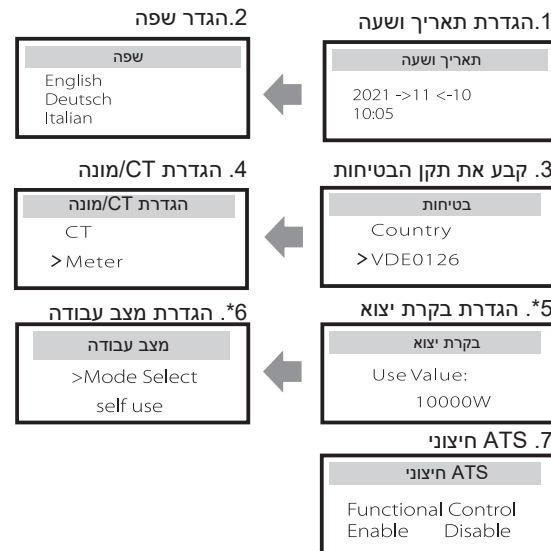 1.הגדרת תאריך ושעה
תאריך ושעה
2021 ->11 <-10
10:05
2.הגדר שפה
שפה
English
Deutsch
Italian
3. קבע את תקן הבטיחות
בטיחות
Country
>VDE0126
4. הגדרת CT/מונה
הגדרת CT/מונה
CT
>Meter
5*. הגדרת בקרת יצוא
בקרת יצוא
Use Value:
10000W
6*. הגדרת מצב עבודה
מצב עבודה
>Mode Select
self use
7. ATS חיצוני
ATS חיצוני
Functional Control
Enable Disable